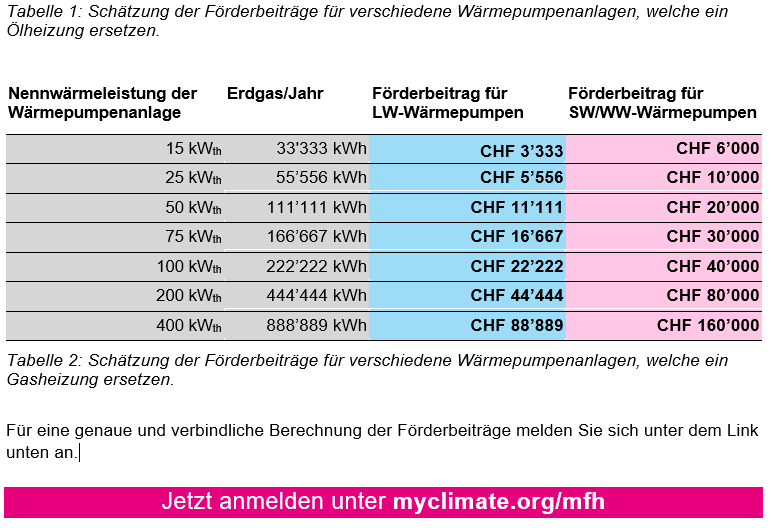 Tabelle 1: Schätzung der Förderbeiträge für verschiedene Wärmepumpenanlagen, welche ein
Ölheizung ersetzen.
Nennwärmeleistung der Wärmepumpenanlage Erdgas/Jahr Förderbeitrag für LW-Wärmepumpen Förderbeitrag für SW/WW-Wärmepumpen
15 kWth 33'333 kWh CHF 3’333 CHF 6’000
25 kWth 55’556 kWh CHF 5’556 CHF 10’000
50 kWth 111’111 kWh CHF 11’111 CHF 20’000
75 kWth 166’667 kWh CHF 16’667 CHF 30’000
100 kWth 222’222 kWh CHF 22’222 CHF 40’000
200 kWth 444’444 kWh CHF 44’444 CHF 80’000
400 kWth 888’889 kWh CHF 88’889 CHF 160’000
Tabelle 2: Schätzung der Förderbeiträge für verschiedene Wärmepumpenanlagen, welche ein
Gasheizung ersetzen.
Für eine genaue und verbindliche Berechnung der Förderbeiträge melden Sie sich unter dem Link
unten an.
Jetzt anmelden unter myclimate.org/mfh